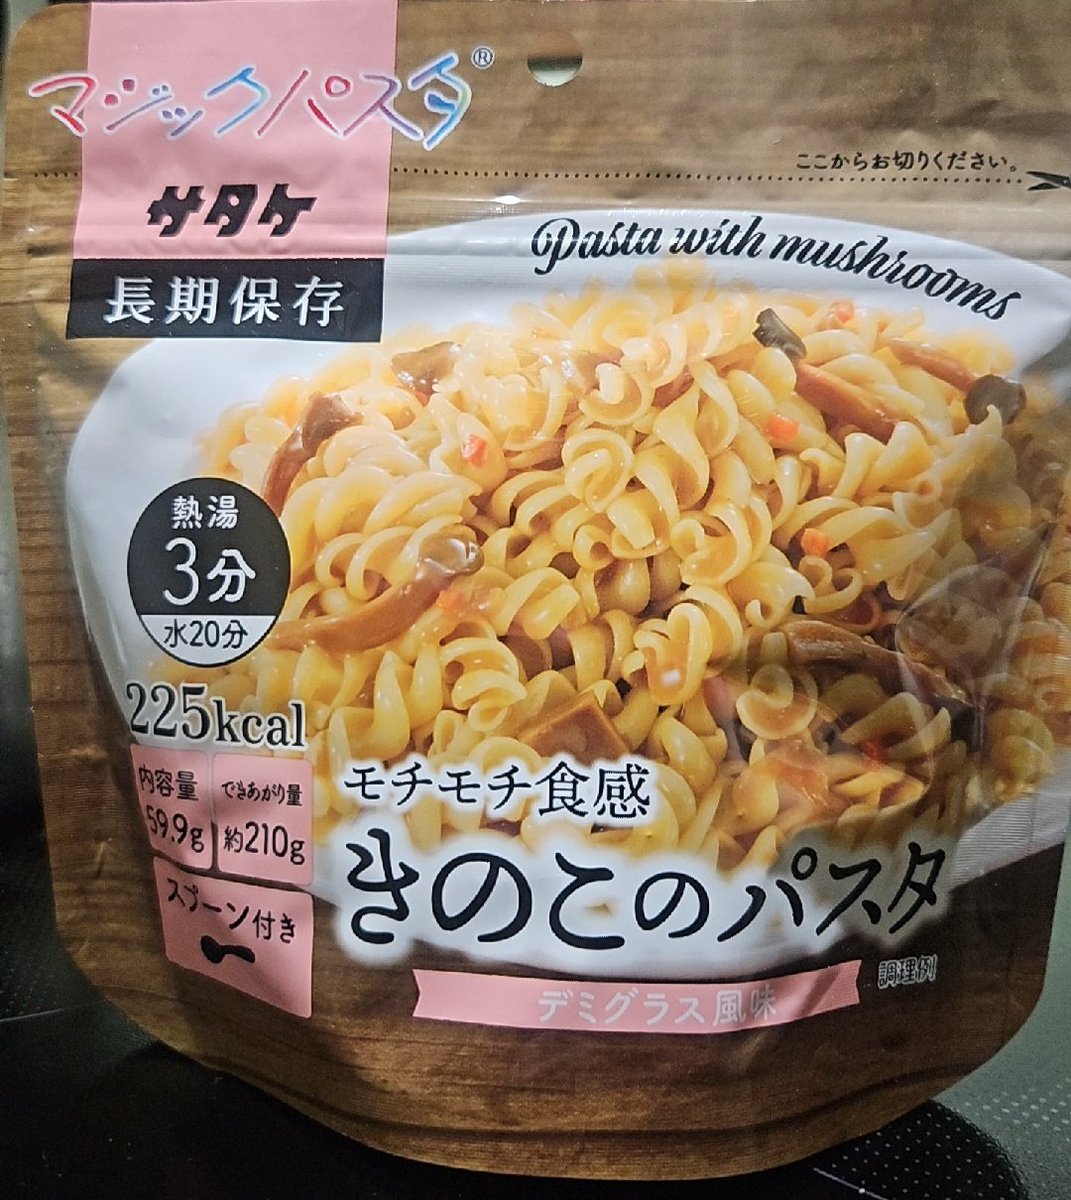 マジックパスタ®
ここからお切りください。
サタケ
長期保存
Pasta with mushrooms
熱湯
3分
水20分
225kcal
内容量
59.9g
できあがり量
約210g
スプーン付き
モチモチ食感
きのこのパスタ
調理例
デミグラス風味